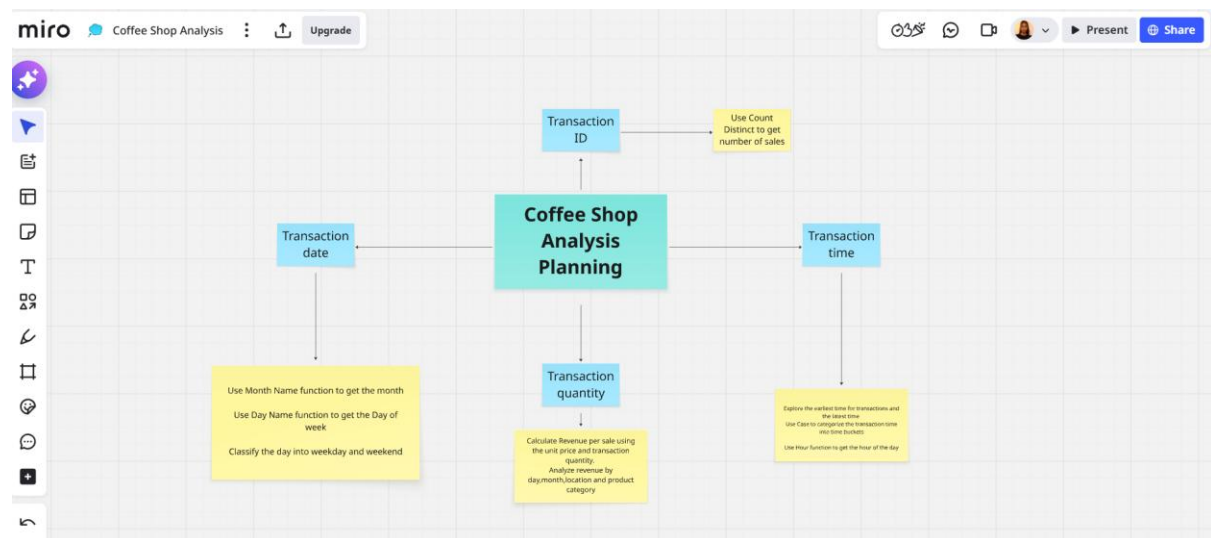 miro
Coffee Shop Analysis
Upgrade
Present
Share
Transaction
ID
Use Count
Distinct to get
number of sales
Coffee Shop
Analysis
Planning
Transaction
date
Transaction
time
Use Month Name function to get the month
Use Day Name function to get the Day of
week
Classify the day into weekday and weekend
Transaction
quantity
Calculate Revenue per sale using
the unit price and transaction
quantity.
Analyze revenue by
day,month,location and product
category
Explore the earliest time for transactions and
the latest time
Use Case to categorize the transaction time
into time buckets
Use Hour function to get the hour of the day